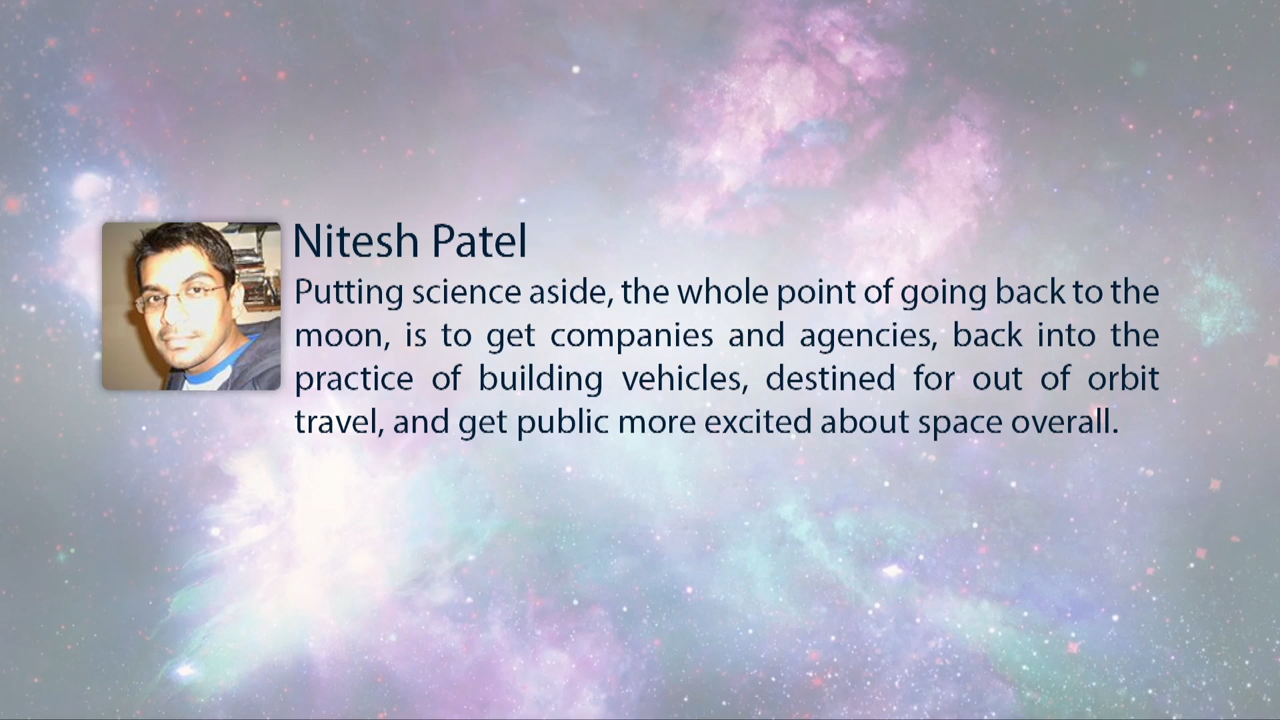 Nitesh Patel
Putting science aside, the whole point of going back to the
moon, is to get companies and agencies, back into the
practice of building vehicles, destined for out of orbit
travel, and get public more excited about space overall.